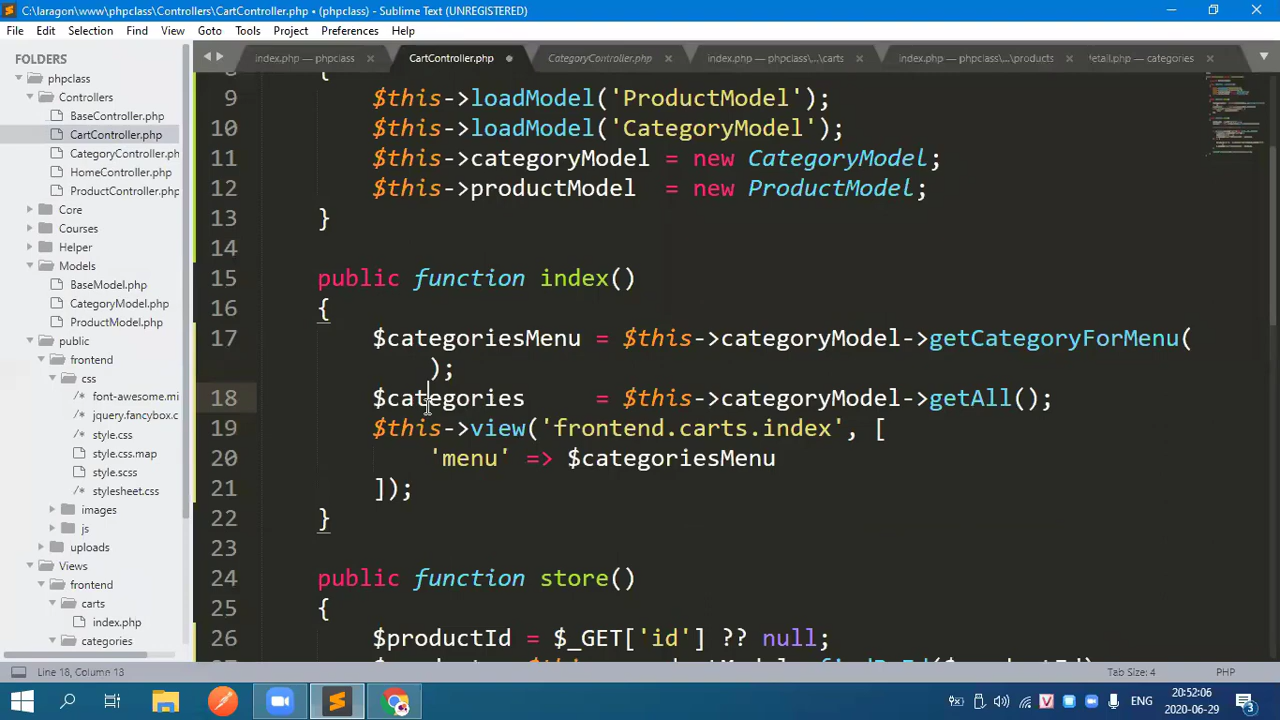 C:\laragon\www\phpclass\Controllers\CartController.php • (phpclass) - Sublime Text (UNREGISTERED)
File Edit Selection Find View Goto Tools Project Preferences Help
FOLDERS
phpclass
Controllers
BaseController.php
CartController.php
CategoryController.ph
HomeController.php
ProductController.php
Core
Courses
Helper
Models
BaseModel.php
CategoryModel.php
ProductModel.php
public
frontend
css
font-awesome.mi
jquery.fancybox.c
style.css
style.css.map
style.scss
stylesheet.css
images
js
uploads
Views
frontend
carts
index.php
categories
index.php — phpclass
CartController.php
CategoryController.php
index.php — phpclass\...\carts
index.php — phpclass\...\products
detail.php — categories
9 $this->loadModel('ProductModel');
10 $this->loadModel('CategoryModel');
11 $this->categoryModel = new CategoryModel;
12 $this->productModel = new ProductModel;
13 }
14
15 public function index()
16 {
17 $categoriesMenu = $this->categoryModel->getCategoryForMenu(
);
18 $categories = $this->categoryModel->getAll();
19 $this->view('frontend.carts.index', [
20 'menu' => $categoriesMenu
21 ]);
22 }
23
24 public function store()
25 {
26 $productId = $_GET['id'] ?? null;
Line 18, Column 13
Tab Size: 4
PHP
ENG
20:52:06
2020-06-29
3